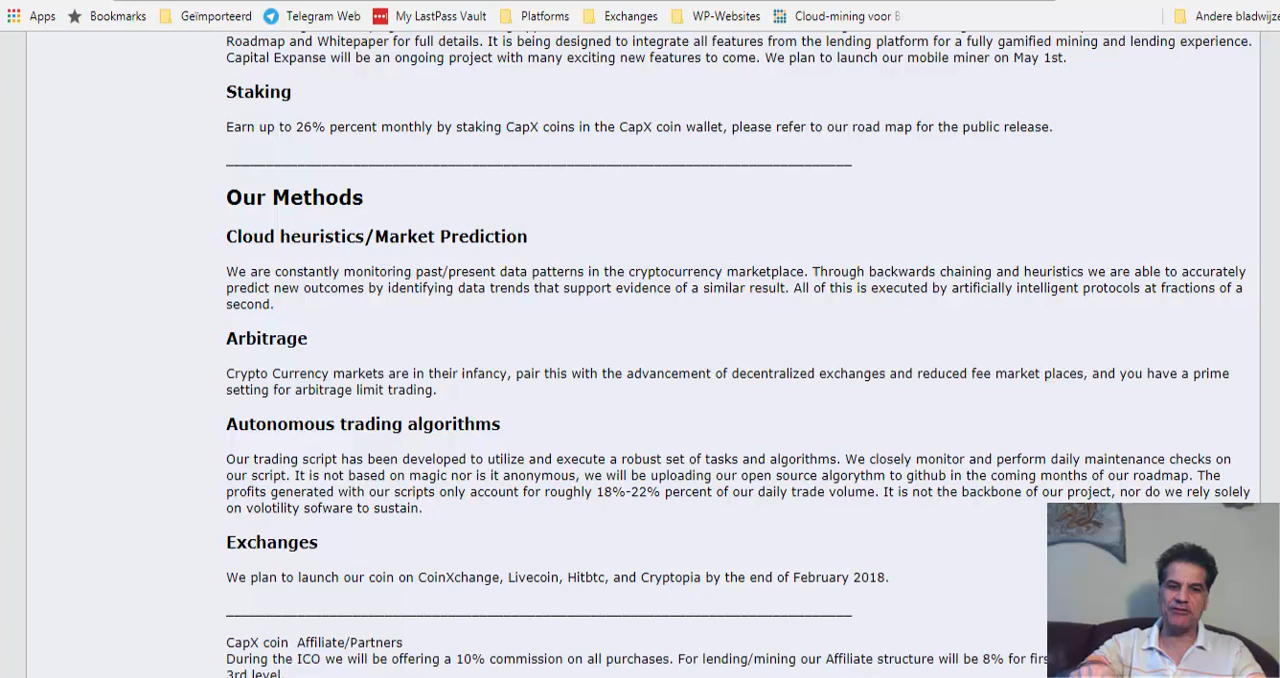 Apps Bookmarks Geïmporteerd Telegram Web My LastPass Vault Platforms Exchanges WP-Websites Cloud-mining voor B Andere bladwijze
Roadmap and Whitepaper for full details. It is being designed to integrate all features from the lending platform for a fully gamified mining and lending experience.
Capital Expanse will be an ongoing project with many exciting new features to come. We plan to launch our mobile miner on May 1st.
Staking
Earn up to 26% percent monthly by staking CapX coins in the CapX coin wallet, please refer to our road map for the public release.
Our Methods
Cloud heuristics/Market Prediction
We are constantly monitoring past/present data patterns in the cryptocurrency marketplace. Through backwards chaining and heuristics we are able to accurately
predict new outcomes by identifying data trends that support evidence of a similar result. All of this is executed by artificially intelligent protocols at fractions of a
second.
Arbitrage
Crypto Currency markets are in their infancy, pair this with the advancement of decentralized exchanges and reduced fee market places, and you have a prime
setting for arbitrage limit trading.
Autonomous trading algorithms
Our trading script has been developed to utilize and execute a robust set of tasks and algorithms. We closely monitor and perform daily maintenance checks on
our script. It is not based on magic nor is it anonymous, we will be uploading our open source algorythm to github in the coming months of our roadmap. The
profits generated with our scripts only account for roughly 18%-22% percent of our daily trade volume. It is not the backbone of our project, nor do we rely solely
on volotility sofware to sustain.
Exchanges
We plan to launch our coin on CoinXchange, Livecoin, Hitbtc, and Cryptopia by the end of February 2018.
CapX coin Affiliate/Partners
During the ICO we will be offering a 10% commission on all purchases. For lending/mining our Affiliate structure will be 8% for firs
3rd level.